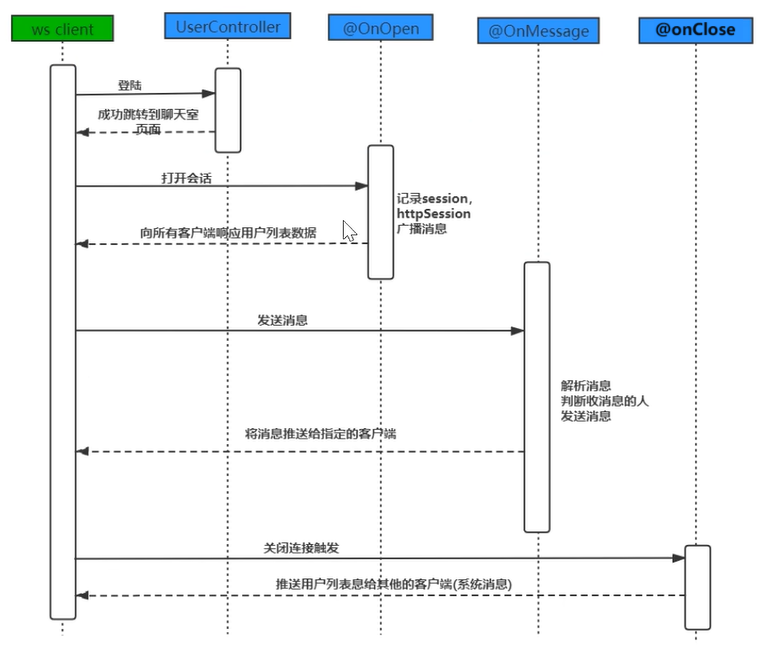 ws client
UserController
@OnOpen
@OnMessage
@onClose
登陆
成功跳转到聊天室
页面
打开会话
记录session，
httpSession
广播消息
向所有客户端响应用户列表数据
发送消息
解析消息
判断收消息的人
发送消息
将消息推送给指定的客户端
关闭连接触发
推送用户列表息给其他的客户端(系统消息)